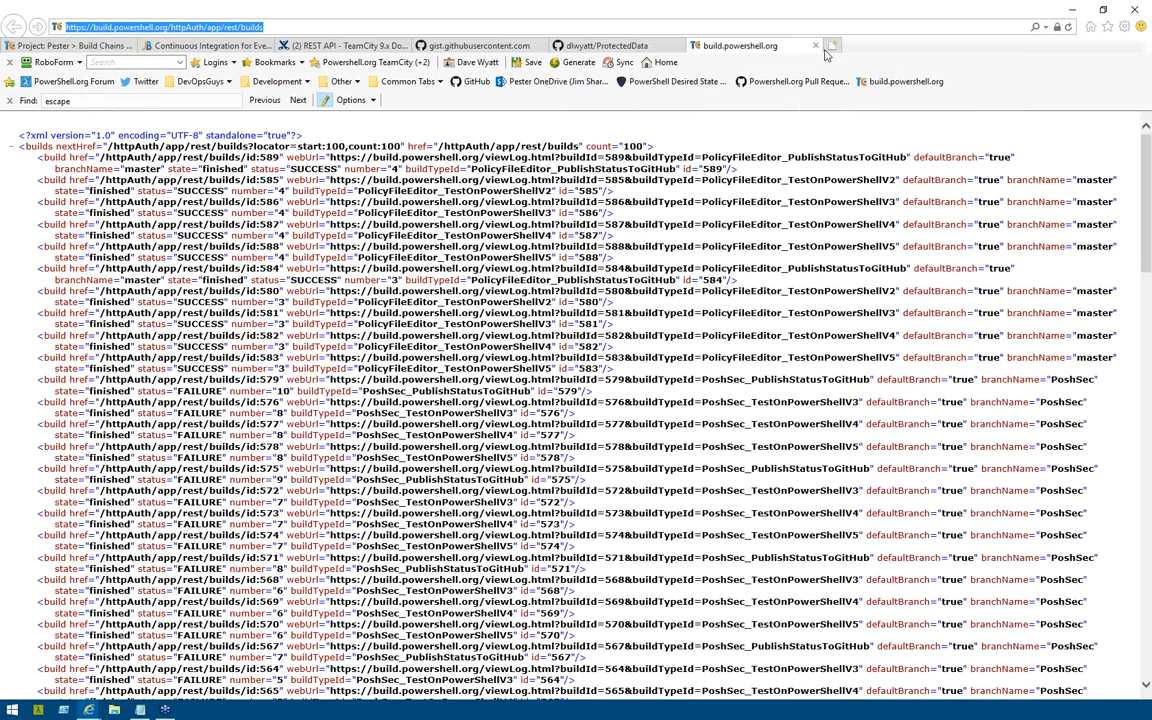 https://build.powershell.org/httpAuth/app/rest/builds
Project: Pester > Build Chains ...
Continuous Integration for Eve...
(2) REST API - TeamCity 9.x Do...
gist.githubusercontent.com
dlwyatt/ProtectedData
build.powershell.org
RoboForm
Search
Logins
Bookmarks
Powershell.org TeamCity (+2)
Dave Wyatt
Save
Generate
Sync
Home
PowerShell.org Forum
Twitter
DevOpsGuys
Development
Other
Common Tabs
GitHub
Pester OneDrive (Jim Shar...
PowerShell Desired State ...
Powershell.org Pull Reque...
build.powershell.org
Find: escape
Previous
Next
Options
<?xml version="1.0" encoding="UTF-8" standalone="true"?>
- <builds nextHref="/httpAuth/app/rest/builds?locator=start:100,count:100" href="/httpAuth/app/rest/builds" count="100">
<build href="/httpAuth/app/rest/builds/id:589" webUrl="https://build.powershell.org/viewLog.html?buildId=589&buildTypeId=PolicyFileEditor_PublishStatusToGitHub" defaultBranch="true"
branchName="master" state="finished" status="SUCCESS" number="4" buildTypeId="PolicyFileEditor_PublishStatusToGitHub" id="589"/>
<build href="/httpAuth/app/rest/builds/id:585" webUrl="https://build.powershell.org/viewLog.html?buildId=585&buildTypeId=PolicyFileEditor_TestOnPowerShellV2" defaultBranch="true" branchName="master"
state="finished" status="SUCCESS" number="4" buildTypeId="PolicyFileEditor_TestOnPowerShellV2" id="585"/>
<build href="/httpAuth/app/rest/builds/id:586" webUrl="https://build.powershell.org/viewLog.html?buildId=586&buildTypeId=PolicyFileEditor_TestOnPowerShellV3" defaultBranch="true" branchName="master"
state="finished" status="SUCCESS" number="4" buildTypeId="PolicyFileEditor_TestOnPowerShellV3" id="586"/>
<build href="/httpAuth/app/rest/builds/id:587" webUrl="https://build.powershell.org/viewLog.html?buildId=587&buildTypeId=PolicyFileEditor_TestOnPowerShellV4" defaultBranch="true" branchName="master"
state="finished" status="SUCCESS" number="4" buildTypeId="PolicyFileEditor_TestOnPowerShellV4" id="587"/>
<build href="/httpAuth/app/rest/builds/id:588" webUrl="https://build.powershell.org/viewLog.html?buildId=588&buildTypeId=PolicyFileEditor_TestOnPowerShellV5" defaultBranch="true" branchName="master"
state="finished" status="SUCCESS" number="4" buildTypeId="PolicyFileEditor_TestOnPowerShellV5" id="588"/>
<build href="/httpAuth/app/rest/builds/id:584" webUrl="https://build.powershell.org/viewLog.html?buildId=584&buildTypeId=PolicyFileEditor_PublishStatusToGitHub" defaultBranch="true"
branchName="master" state="finished" status="SUCCESS" number="3" buildTypeId="PolicyFileEditor_PublishStatusToGitHub" id="584"/>
<build href="/httpAuth/app/rest/builds/id:580" webUrl="https://build.powershell.org/viewLog.html?buildId=580&buildTypeId=PolicyFileEditor_TestOnPowerShellV2" defaultBranch="true" branchName="master"
state="finished" status="SUCCESS" number="3" buildTypeId="PolicyFileEditor_TestOnPowerShellV2" id="580"/>
<build href="/httpAuth/app/rest/builds/id:581" webUrl="https://build.powershell.org/viewLog.html?buildId=581&buildTypeId=PolicyFileEditor_TestOnPowerShellV3" defaultBranch="true" branchName="master"
state="finished" status="SUCCESS" number="3" buildTypeId="PolicyFileEditor_TestOnPowerShellV3" id="581"/>
<build href="/httpAuth/app/rest/builds/id:582" webUrl="https://build.powershell.org/viewLog.html?buildId=582&buildTypeId=PolicyFileEditor_TestOnPowerShellV4" defaultBranch="true" branchName="master"
state="finished" status="SUCCESS" number="3" buildTypeId="PolicyFileEditor_TestOnPowerShellV4" id="582"/>
<build href="/httpAuth/app/rest/builds/id:583" webUrl="https://build.powershell.org/viewLog.html?buildId=583&buildTypeId=PolicyFileEditor_TestOnPowerShellV5" defaultBranch="true" branchName="master"
state="finished" status="SUCCESS" number="3" buildTypeId="PolicyFileEditor_TestOnPowerShellV5" id="583"/>
<build href="/httpAuth/app/rest/builds/id:579" webUrl="https://build.powershell.org/viewLog.html?buildId=579&buildTypeId=PoshSec_PublishStatusToGitHub" defaultBranch="true" branchName="PoshSec"
state="finished" status="FAILURE" number="10" buildTypeId="PoshSec_PublishStatusToGitHub" id="579"/>
<build href="/httpAuth/app/rest/builds/id:576" webUrl="https://build.powershell.org/viewLog.html?buildId=576&buildTypeId=PoshSec_TestOnPowerShellV3" defaultBranch="true" branchName="PoshSec"
state="finished" status="FAILURE" number="8" buildTypeId="PoshSec_TestOnPowerShellV3" id="576"/>
<build href="/httpAuth/app/rest/builds/id:577" webUrl="https://build.powershell.org/viewLog.html?buildId=577&buildTypeId=PoshSec_TestOnPowerShellV4" defaultBranch="true" branchName="PoshSec"
state="finished" status="FAILURE" number="8" buildTypeId="PoshSec_TestOnPowerShellV4" id="577"/>
<build href="/httpAuth/app/rest/builds/id:578" webUrl="https://build.powershell.org/viewLog.html?buildId=578&buildTypeId=PoshSec_TestOnPowerShellV5" defaultBranch="true" branchName="PoshSec"
state="finished" status="FAILURE" number="8" buildTypeId="PoshSec_TestOnPowerShellV5" id="578"/>
<build href="/httpAuth/app/rest/builds/id:575" webUrl="https://build.powershell.org/viewLog.html?buildId=575&buildTypeId=PoshSec_PublishStatusToGitHub" defaultBranch="true" branchName="PoshSec"
state="finished" status="FAILURE" number="9" buildTypeId="PoshSec_PublishStatusToGitHub" id="575"/>
<build href="/httpAuth/app/rest/builds/id:572" webUrl="https://build.powershell.org/viewLog.html?buildId=572&buildTypeId=PoshSec_TestOnPowerShellV3" defaultBranch="true" branchName="PoshSec"
state="finished" status="FAILURE" number="7" buildTypeId="PoshSec_TestOnPowerShellV3" id="572"/>
<build href="/httpAuth/app/rest/builds/id:573" webUrl="https://build.powershell.org/viewLog.html?buildId=573&buildTypeId=PoshSec_TestOnPowerShellV4" defaultBranch="true" branchName="PoshSec"
state="finished" status="FAILURE" number="7" buildTypeId="PoshSec_TestOnPowerShellV4" id="573"/>
<build href="/httpAuth/app/rest/builds/id:574" webUrl="https://build.powershell.org/viewLog.html?buildId=574&buildTypeId=PoshSec_TestOnPowerShellV5" defaultBranch="true" branchName="PoshSec"
state="finished" status="FAILURE" number="7" buildTypeId="PoshSec_TestOnPowerShellV5" id="574"/>
<build href="/httpAuth/app/rest/builds/id:571" webUrl="https://build.powershell.org/viewLog.html?buildId=571&buildTypeId=PoshSec_PublishStatusToGitHub" defaultBranch="true" branchName="PoshSec"
state="finished" status="FAILURE" number="8" buildTypeId="PoshSec_PublishStatusToGitHub" id="571"/>
<build href="/httpAuth/app/rest/builds/id:568" webUrl="https://build.powershell.org/viewLog.html?buildId=568&buildTypeId=PoshSec_TestOnPowerShellV3" defaultBranch="true" branchName="PoshSec"
state="finished" status="FAILURE" number="6" buildTypeId="PoshSec_TestOnPowerShellV3" id="568"/>
<build href="/httpAuth/app/rest/builds/id:569" webUrl="https://build.powershell.org/viewLog.html?buildId=569&buildTypeId=PoshSec_TestOnPowerShellV4" defaultBranch="true" branchName="PoshSec"
state="finished" status="FAILURE" number="6" buildTypeId="PoshSec_TestOnPowerShellV4" id="569"/>
<build href="/httpAuth/app/rest/builds/id:570" webUrl="https://build.powershell.org/viewLog.html?buildId=570&buildTypeId=PoshSec_TestOnPowerShellV5" defaultBranch="true" branchName="PoshSec"
state="finished" status="FAILURE" number="6" buildTypeId="PoshSec_TestOnPowerShellV5" id="570"/>
<build href="/httpAuth/app/rest/builds/id:567" webUrl="https://build.powershell.org/viewLog.html?buildId=567&buildTypeId=PoshSec_PublishStatusToGitHub" defaultBranch="true" branchName="PoshSec"
state="finished" status="FAILURE" number="7" buildTypeId="PoshSec_PublishStatusToGitHub" id="567"/>
<build href="/httpAuth/app/rest/builds/id:564" webUrl="https://build.powershell.org/viewLog.html?buildId=564&buildTypeId=PoshSec_TestOnPowerShellV3" defaultBranch="true" branchName="PoshSec"
state="finished" status="FAILURE" number="5" buildTypeId="PoshSec_TestOnPowerShellV3" id="564"/>
<build href="/httpAuth/app/rest/builds/id:565" webUrl="https://build.powershell.org/viewLog.html?buildId=565&buildTypeId=PoshSec_TestOnPowerShellV4" defaultBranch="true" branchName="PoshSec"